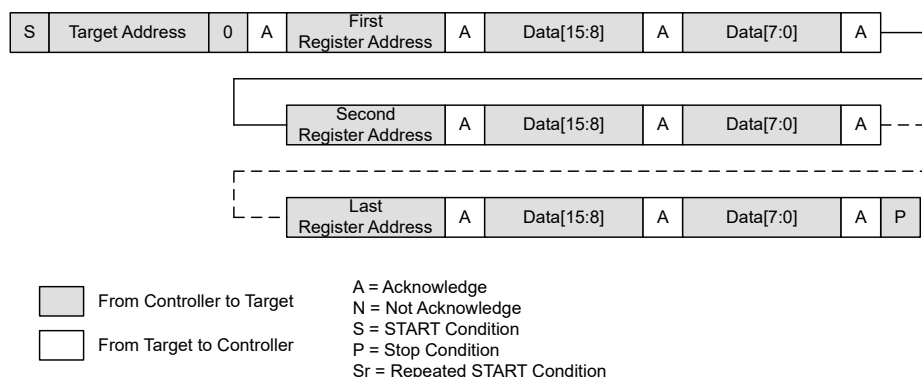 S Target Address 0 A First Register Address A Data[15:8] A Data[7:0] A
Second Register Address A Data[15:8] A Data[7:0] A
Last Register Address A Data[15:8] A Data[7:0] A P
From Controller to Target
From Target to Controller
A = Acknowledge
N = Not Acknowledge
S = START Condition
P = Stop Condition
Sr = Repeated START Condition